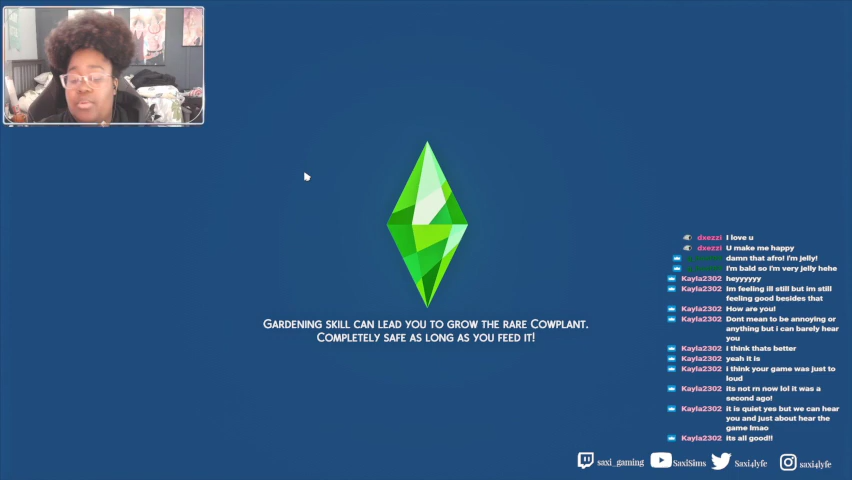 GARDENING SKILL CAN LEAD YOU TO GROW THE RARE COWPLANT.
COMPLETELY SAFE AS LONG AS YOU FEED IT!
dxezzi I love u
dxezzi U make me happy
damn that afro! i'm jelly!
I'm bald so I'm very jelly hehe
Kayla2302 heyyyyyy
Kayla2302 Im feeling ill still but im still
feeling good besides that
Kayla2302 How are you!
Kayla2302 Dont mean to be annoying or
anything but i can barely hear
you
Kayla2302 i think thats better
Kayla2302 yeah it is
Kayla2302 i think your game was just to
loud
Kayla2302 its not rn now lol it was a
second ago!
Kayla2302 it is quiet yes but we can hear
you and just about hear the
game lmao
Kayla2302 its all good!!
saxi_gaming SaxiSims Saxi4lyfe saxi4lyfe